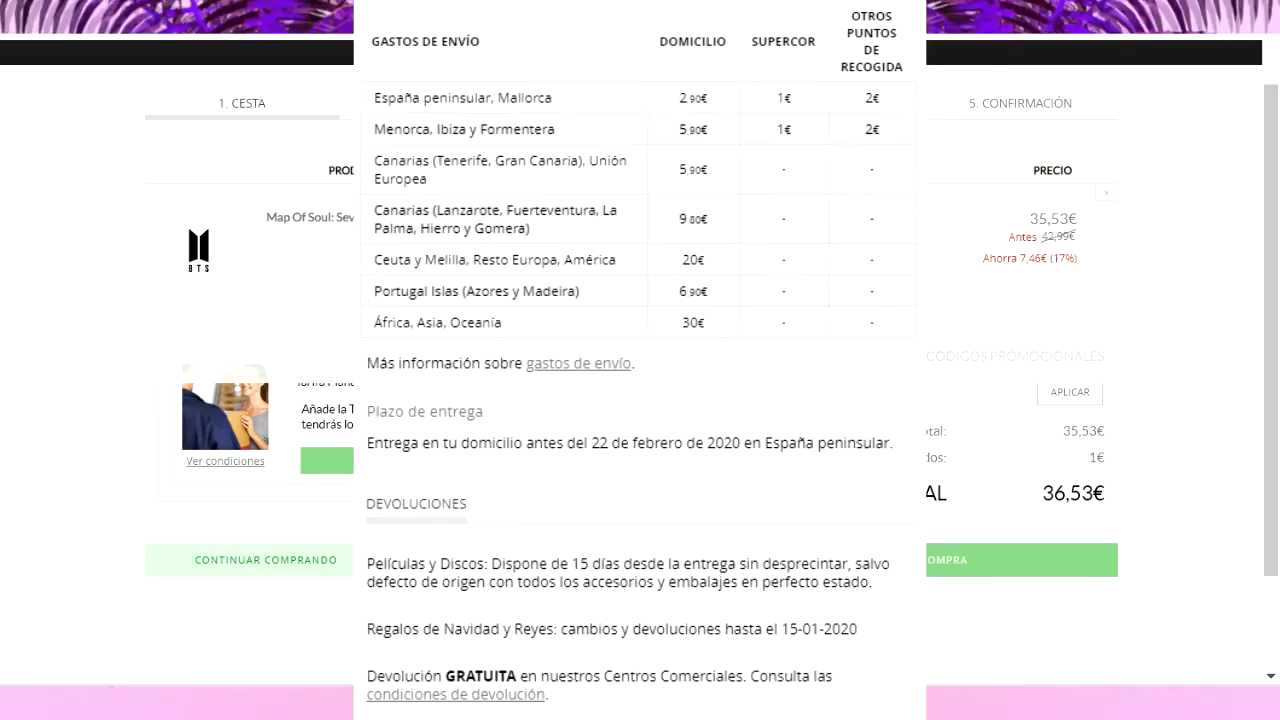 GASTOS DE ENVÍO DOMICILIO SUPERCOR OTROS PUNTOS DE RECOGIDA
España peninsular, Mallorca 2,90€ 1€ 2€
Menorca, Ibiza y Formentera 5,90€ 1€ 2€
Canarias (Tenerife, Gran Canaria), Unión
Europea 5,90€ - -
Canarias (Lanzarote, Fuerteventura, La
Palma, Hierro y Gomera) 9,80€ - -
Ceuta y Melilla, Resto Europa, América 20€ - -
Portugal Islas (Azores y Madeira) 6,90€ - -
África, Asia, Oceanía 30€ - -
Más información sobre gastos de envío.
Plazo de entrega
Entrega en tu domicilio antes del 22 de febrero de 2020 en España peninsular.
DEVOLUCIONES
Películas y Discos: Dispone de 15 días desde la entrega sin desprecintar, salvo
defecto de origen con todos los accesorios y embalajes en perfecto estado.
Regalos de Navidad y Reyes: cambios y devoluciones hasta el 15-01-2020
Devolución GRATUITA en nuestros Centros Comerciales. Consulta las
condiciones de devolución.
1. CESTA
5. CONFIRMACIÓN
PROD
PRECIO
x
Map Of Soul: Sev
BTS
35,53€
Antes 42,99€
Ahorra 7,46€ (17%)
CODIGOS PROMOCIONALES
APLICAR
Añade la T
tendrás lo
Ver condiciones
tal: 35,53€
dos: 1€
AL 36,53€
CONTINUAR COMPRANDO
OMPRA